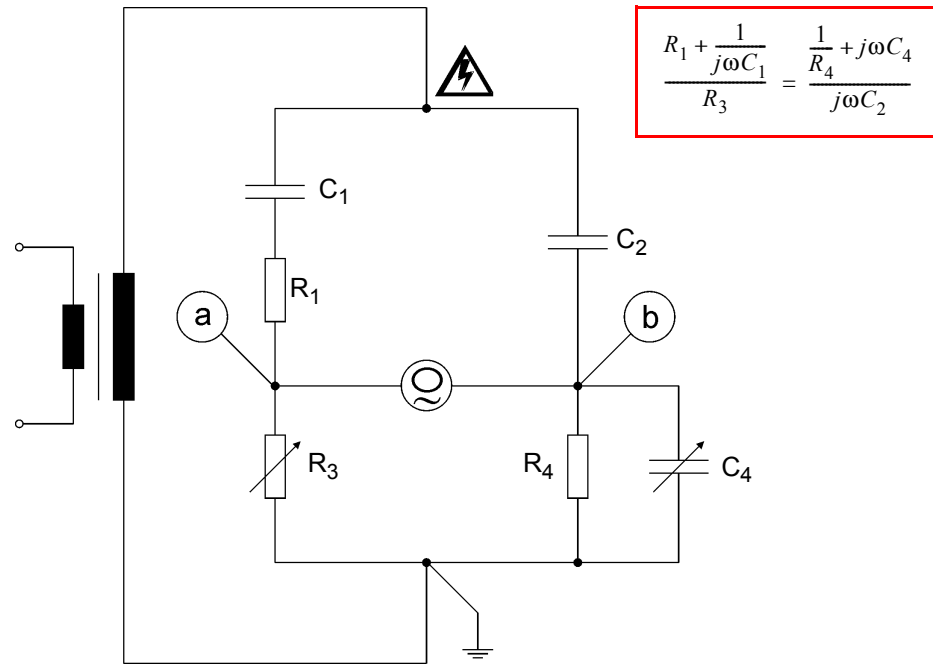 R₁ + 1/(jωC₁) / R₃ = (1/R₄ + jωC₄) / jωC₂
C₁
C₂
R₁
a
b
R₃
R₄
C₄